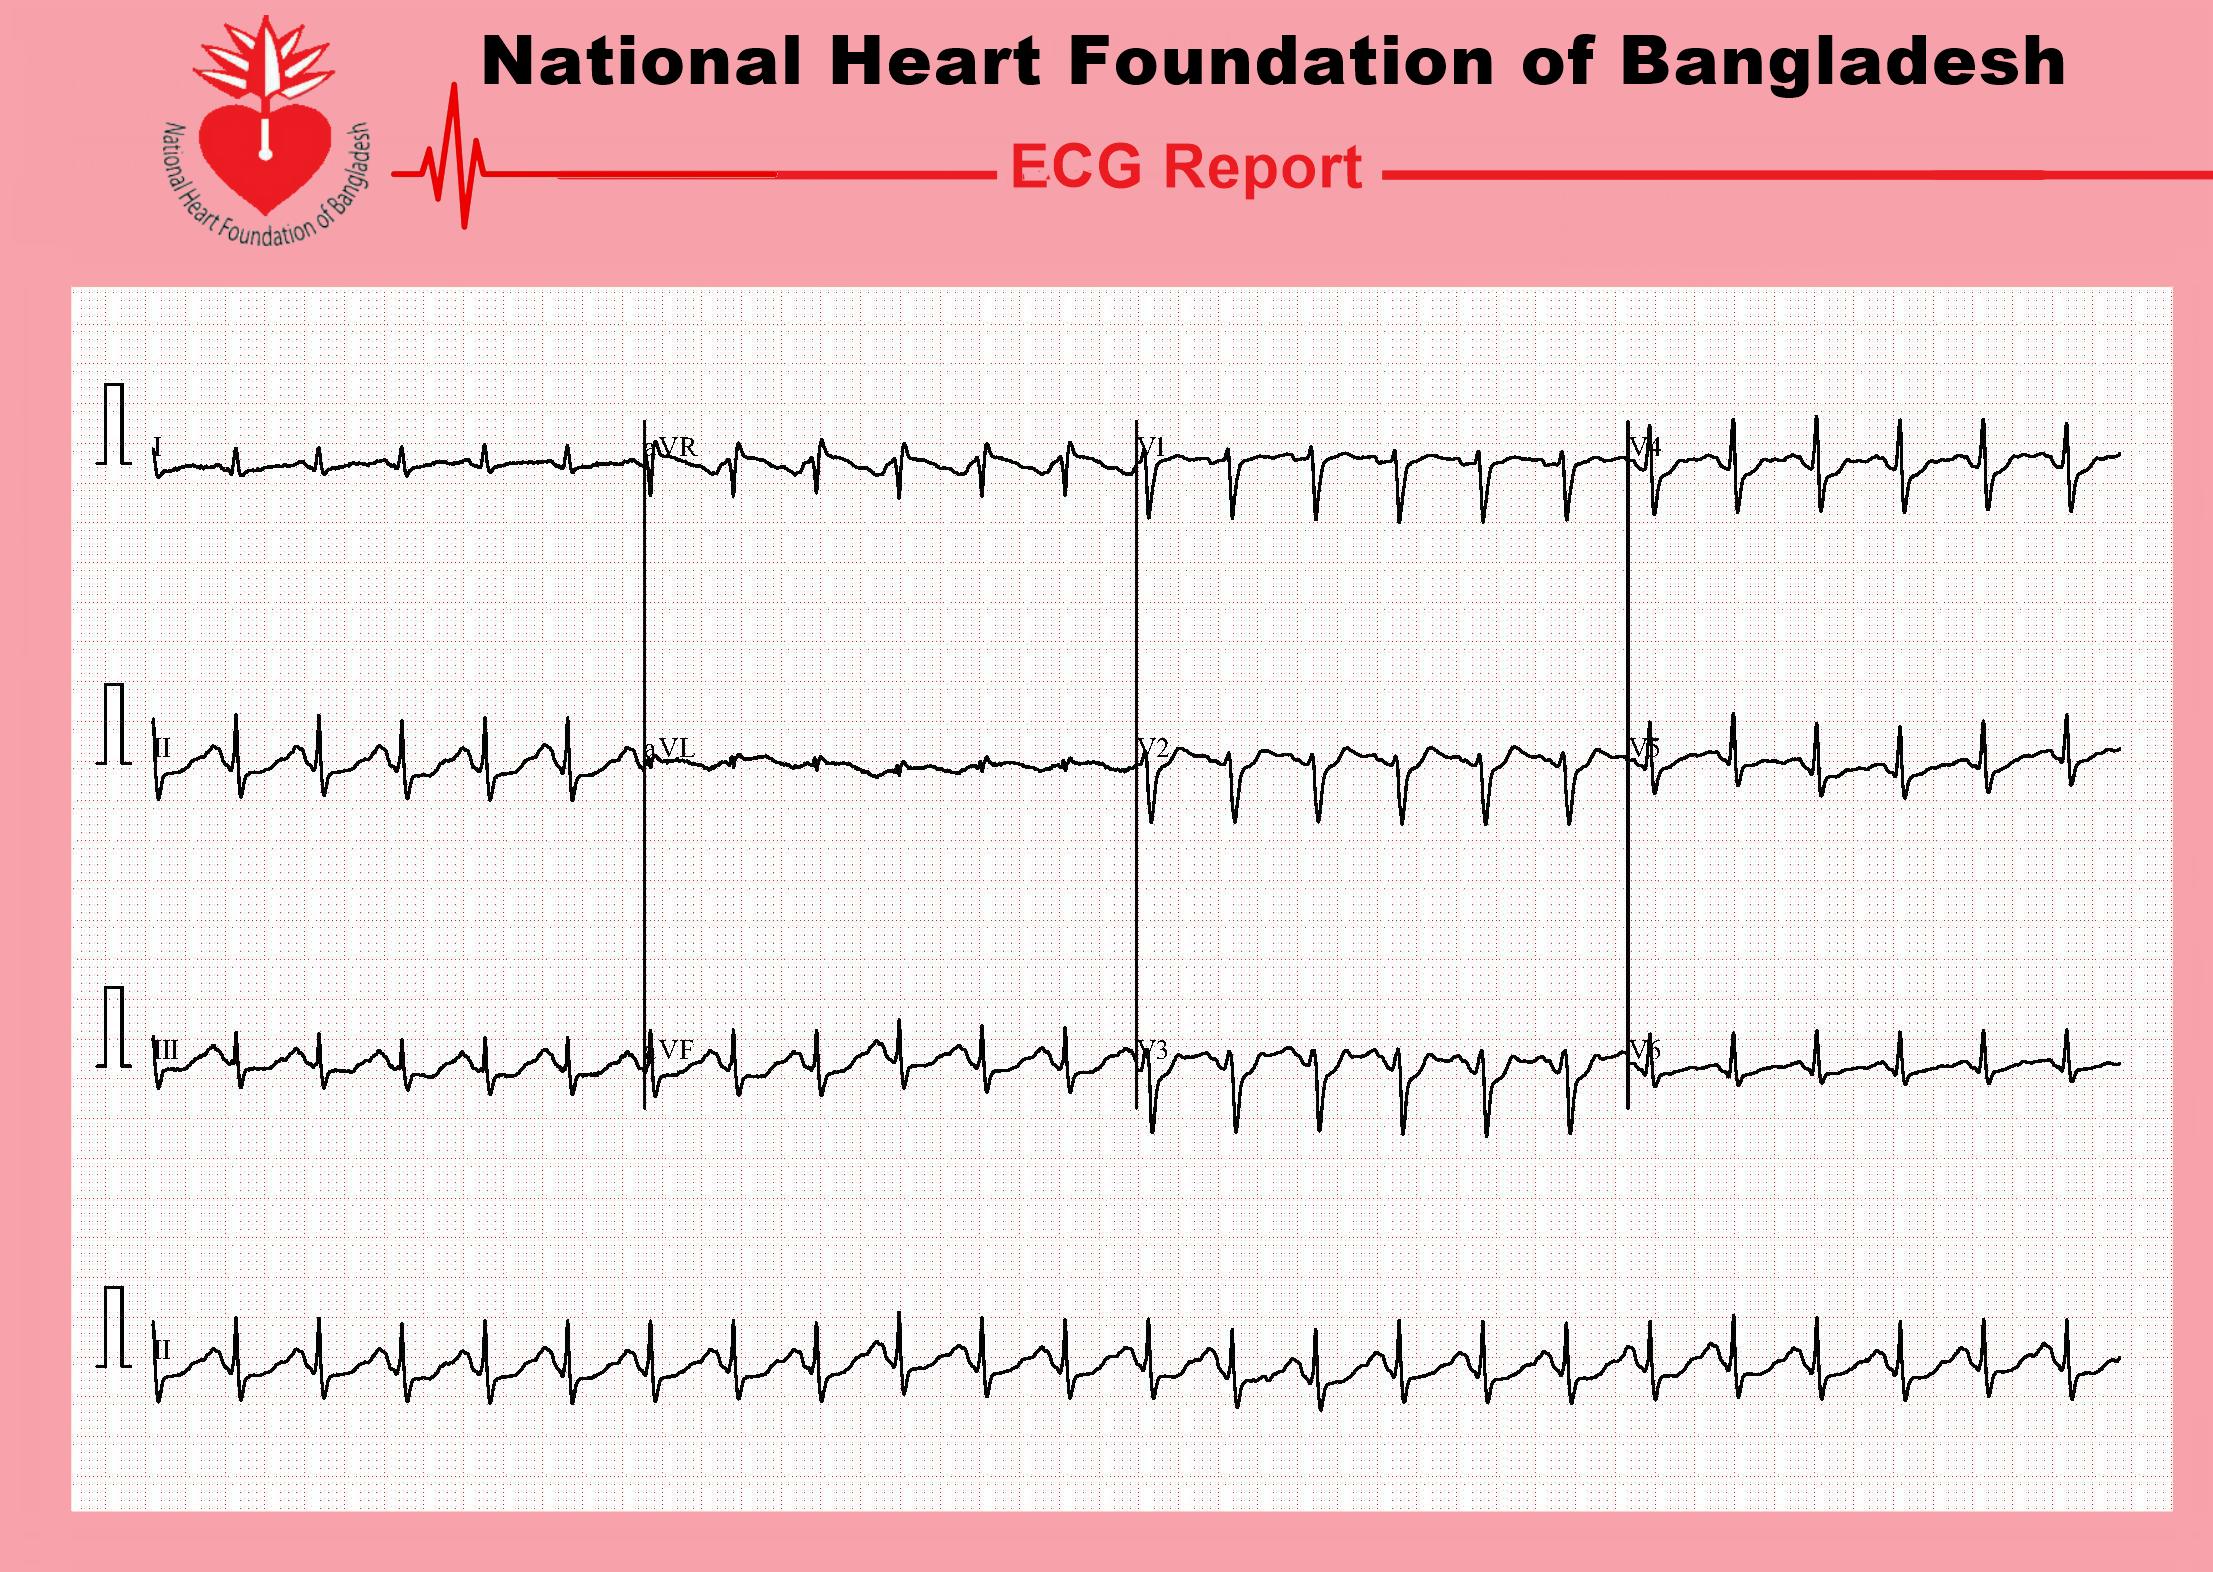 National Heart Foundation of Bangladesh
National Heart Foundation of Bangladesh
ECG Report
I aVR V1 V4
II aVL V2 V5
III aVF V3 V6
II